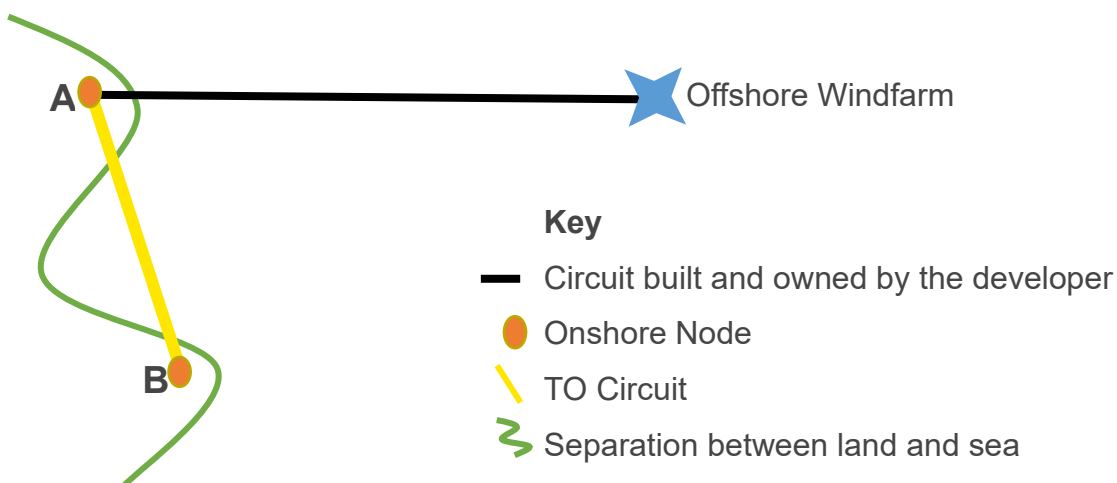 A
Offshore Windfarm
Key
Circuit built and owned by the developer
Onshore Node
B
TO Circuit
Separation between land and sea